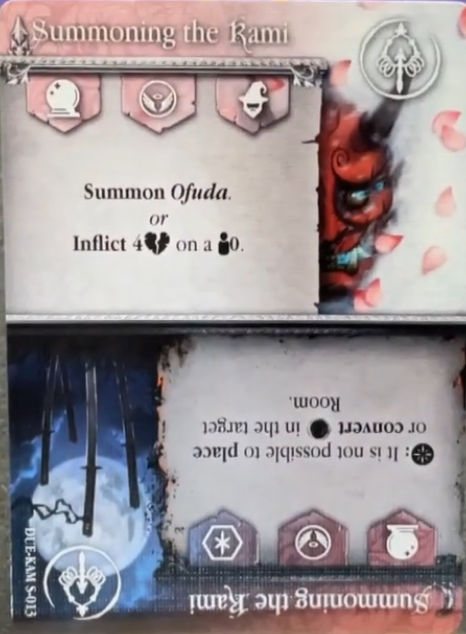 Summoning the Kami
Summon Ofuda.
or
Inflict 4 on a 0.
Summoning the Kami
: It is not possible to place
or convert in the target
Room.
DUE-KAM S-013